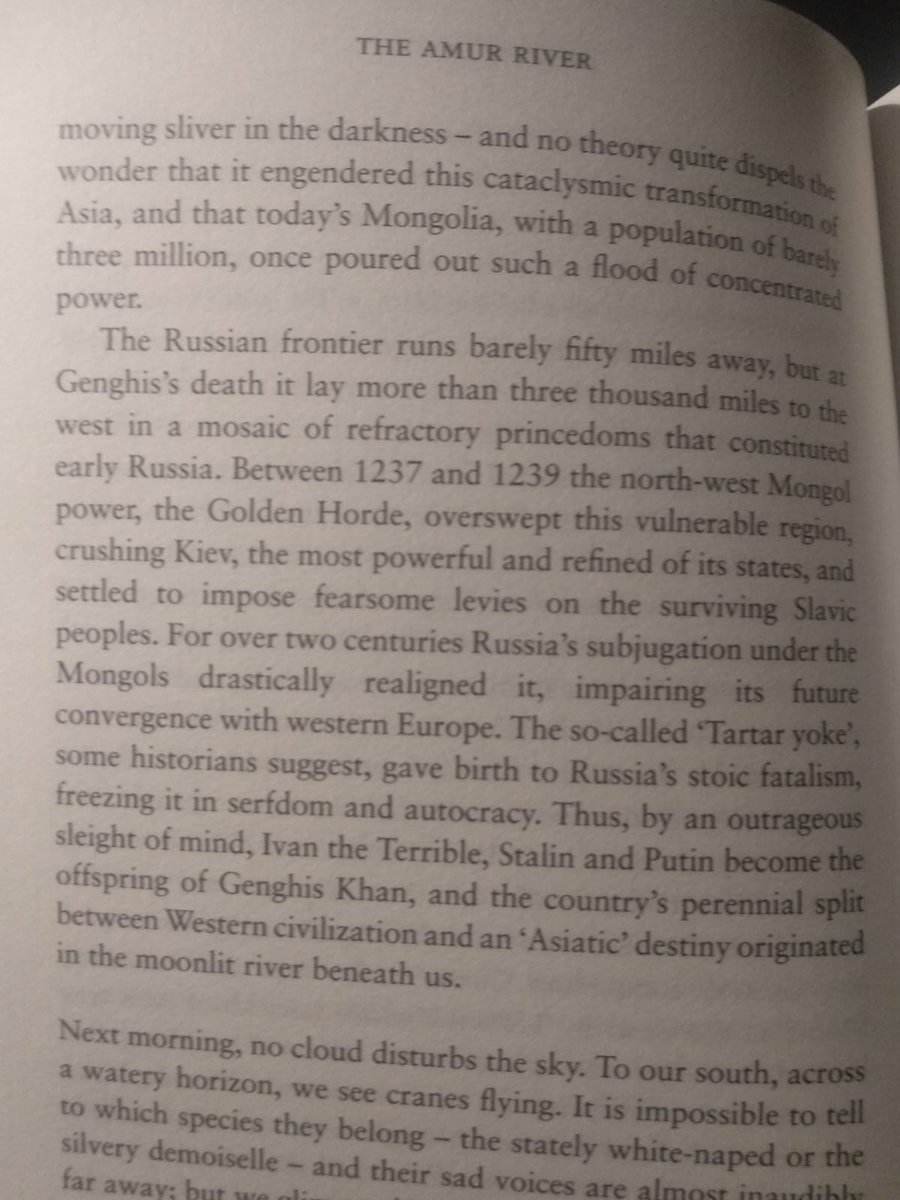 THE AMUR RIVER
moving sliver in the darkness – and no theory quite dispels the
wonder that it engendered this cataclysmic transformation of
Asia, and that today's Mongolia, with a population of barely
three million, once poured out such a flood of concentrated
power.
The Russian frontier runs barely fifty miles away, but at
Genghis's death it lay more than three thousand miles to the
west in a mosaic of refractory princedoms that constituted
early Russia. Between 1237 and 1239 the north-west Mongol
power, the Golden Horde, overswept this vulnerable region,
crushing Kiev, the most powerful and refined of its states, and
settled to impose fearsome levies on the surviving Slavic
peoples. For over two centuries Russia's subjugation under the
Mongols drastically realigned it, impairing its future
convergence with western Europe. The so-called ‘Tartar yoke’,
some historians suggest, gave birth to Russia's stoic fatalism,
freezing it in serfdom and autocracy. Thus, by an outrageous
sleight of mind, Ivan the Terrible, Stalin and Putin become the
offspring of Genghis Khan, and the country's perennial split
between Western civilization and an ‘Asiatic’ destiny originated
in the moonlit river beneath us.
Next morning, no cloud disturbs the sky. To our south, across
a watery horizon, we see cranes flying. It is impossible to tell
to which species they belong – the stately white-naped or the
silvery demoiselle – and their sad voices are almost inaudibly
far away; but we